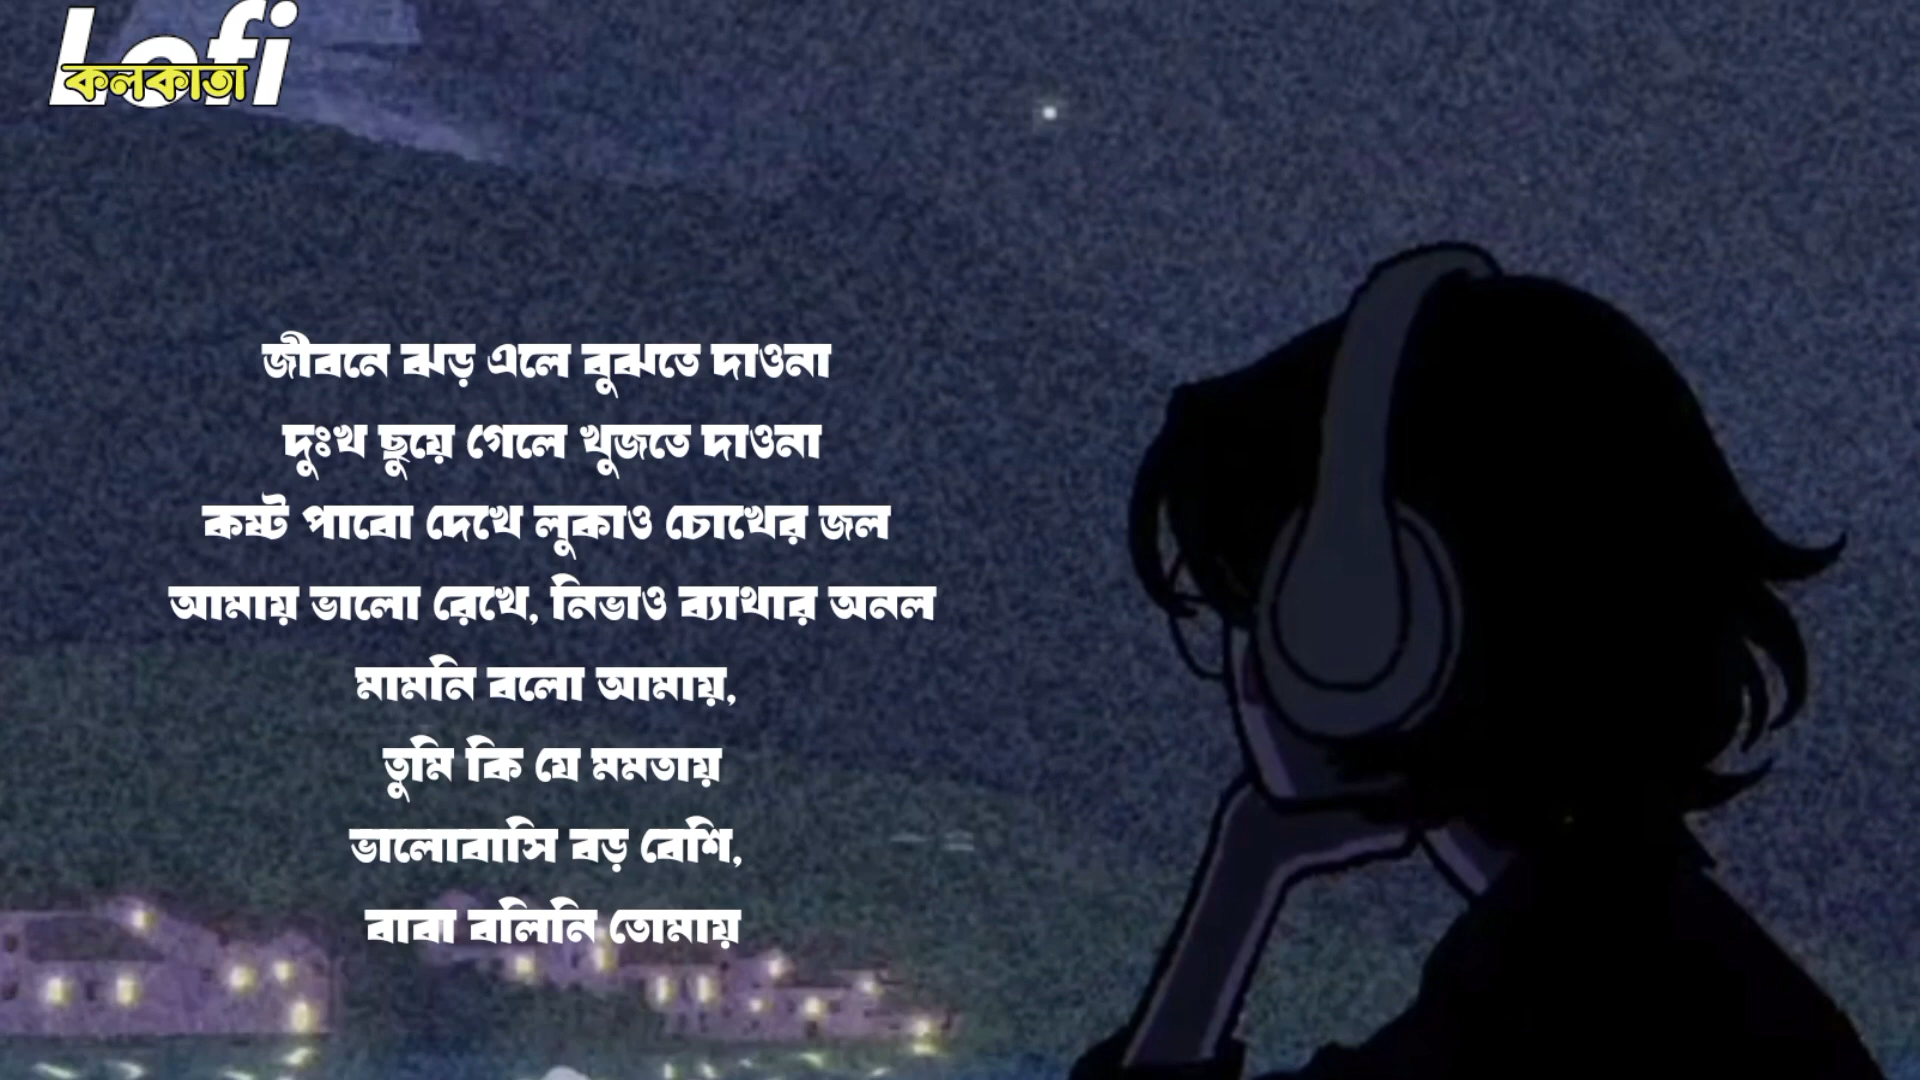 Lofi
কলকাতা
জীবনে ঝড় এলে বুঝতে দাওনা
দুঃখ ছুয়ে গেলে খুজতে দাওনা
কষ্ট পাবো দেখে লুকাও চোখের জল
আমায় ভালো রেখে, নিভাও ব্যাথার অনল
মামনি বলো আমায়,
তুমি কি যে মমতায়
ভালোবাসি বড় বেশি,
বাবা বলিনি তোমায়